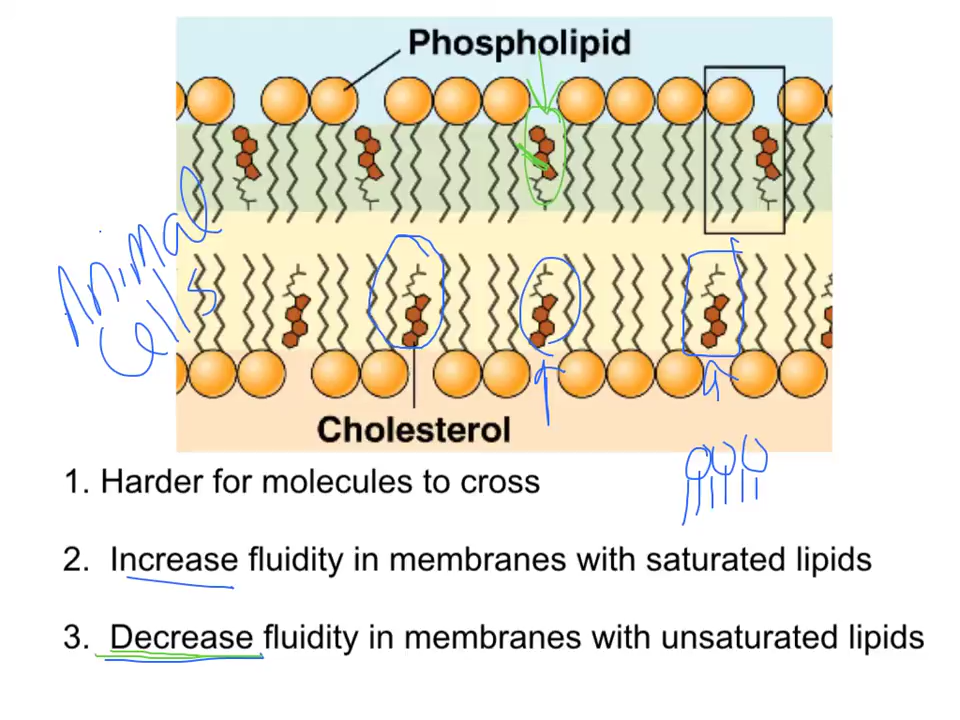 Phospholipid
Animal
Cells
Cholesterol
1. Harder for molecules to cross
2. Increase fluidity in membranes with saturated lipids
3. Decrease fluidity in membranes with unsaturated lipids